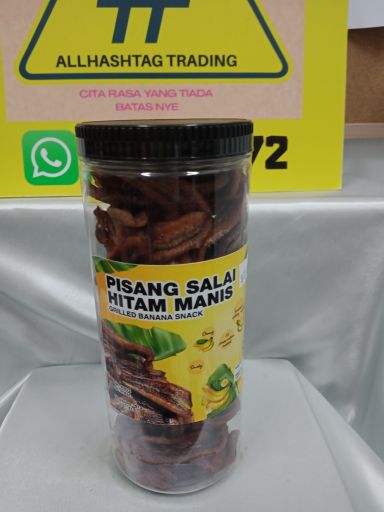 ALLHASHTAG TRADING
CITA RASA YANG TIADA
BATAS NYE
72
PISANG SALAI
HITAM MANIS
GRILLED BANANA SNACK